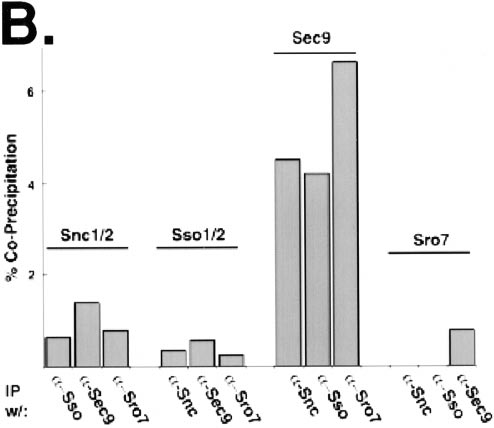 B.
Sec9
6
% Co-Precipitation
4
Snc1/2 Sso1/2 Sro7
2
IP w/: α-Sso α-Sec9 α-Sro7 α-Snc α-Sec9 α-Sro7 α-Snc α-Sso α-Sro7 α-Snc α-Sso α-Sec9